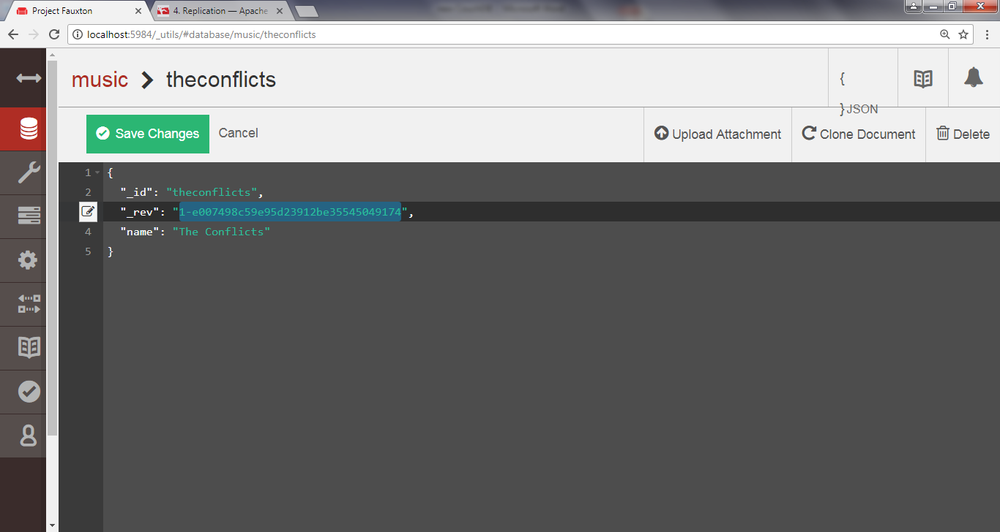 Project Fauxton
4. Replication — Apache
localhost:5984/_utils/#database/music/theconflicts
music > theconflicts
{
}JSON
Save Changes
Cancel
Upload Attachment
Clone Document
Delete
1 {
2 "_id": "theconflicts",
"_rev": "1-e007498c59e95d23912be35545049174",
4 "name": "The Conflicts"
5 }